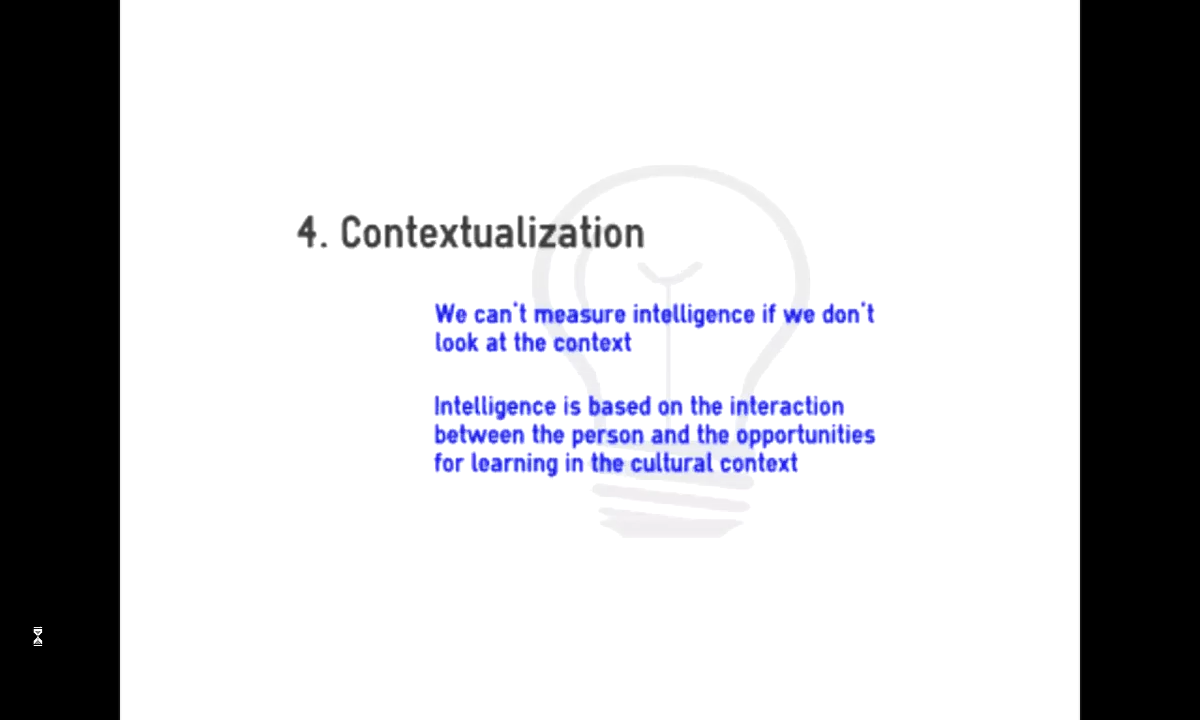 4. Contextualization
We can't measure intelligence if we don't
look at the context
Intelligence is based on the interaction
between the person and the opportunities
for learning in the cultural context